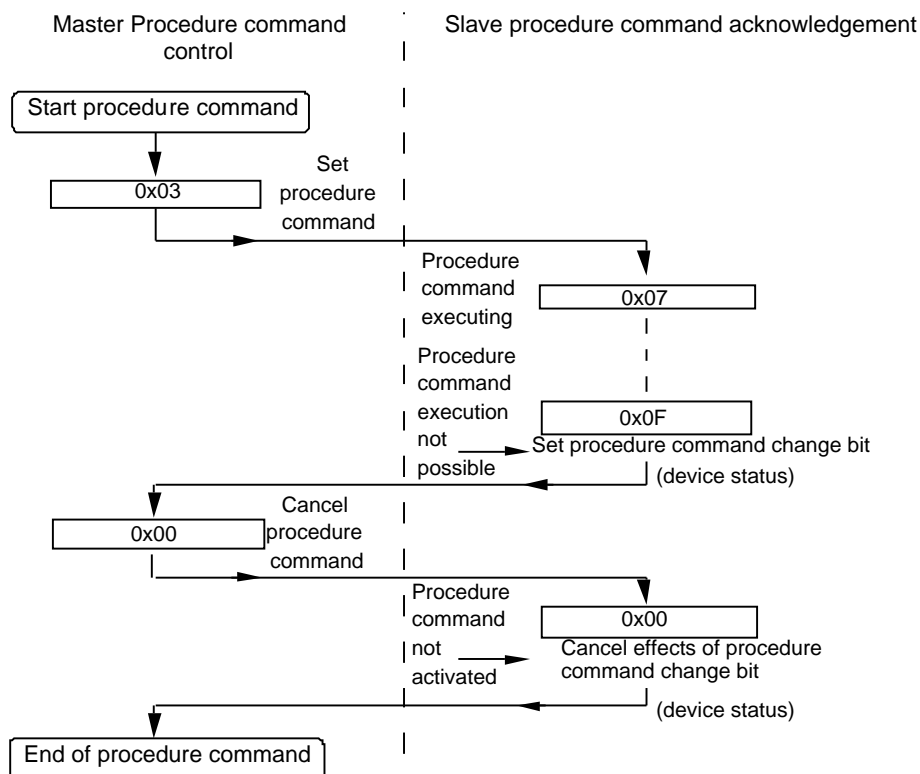 Master Procedure command
control
Slave procedure command acknowledgement
Start procedure command
0x03
Set
procedure
command
Procedure
command
executing
0x07
Procedure
command
execution
not
possible
0x0F
Set procedure command change bit
(device status)
0x00
Cancel
procedure
command
Procedure
command
not
activated
0x00
Cancel effects of procedure
command change bit
(device status)
End of procedure command